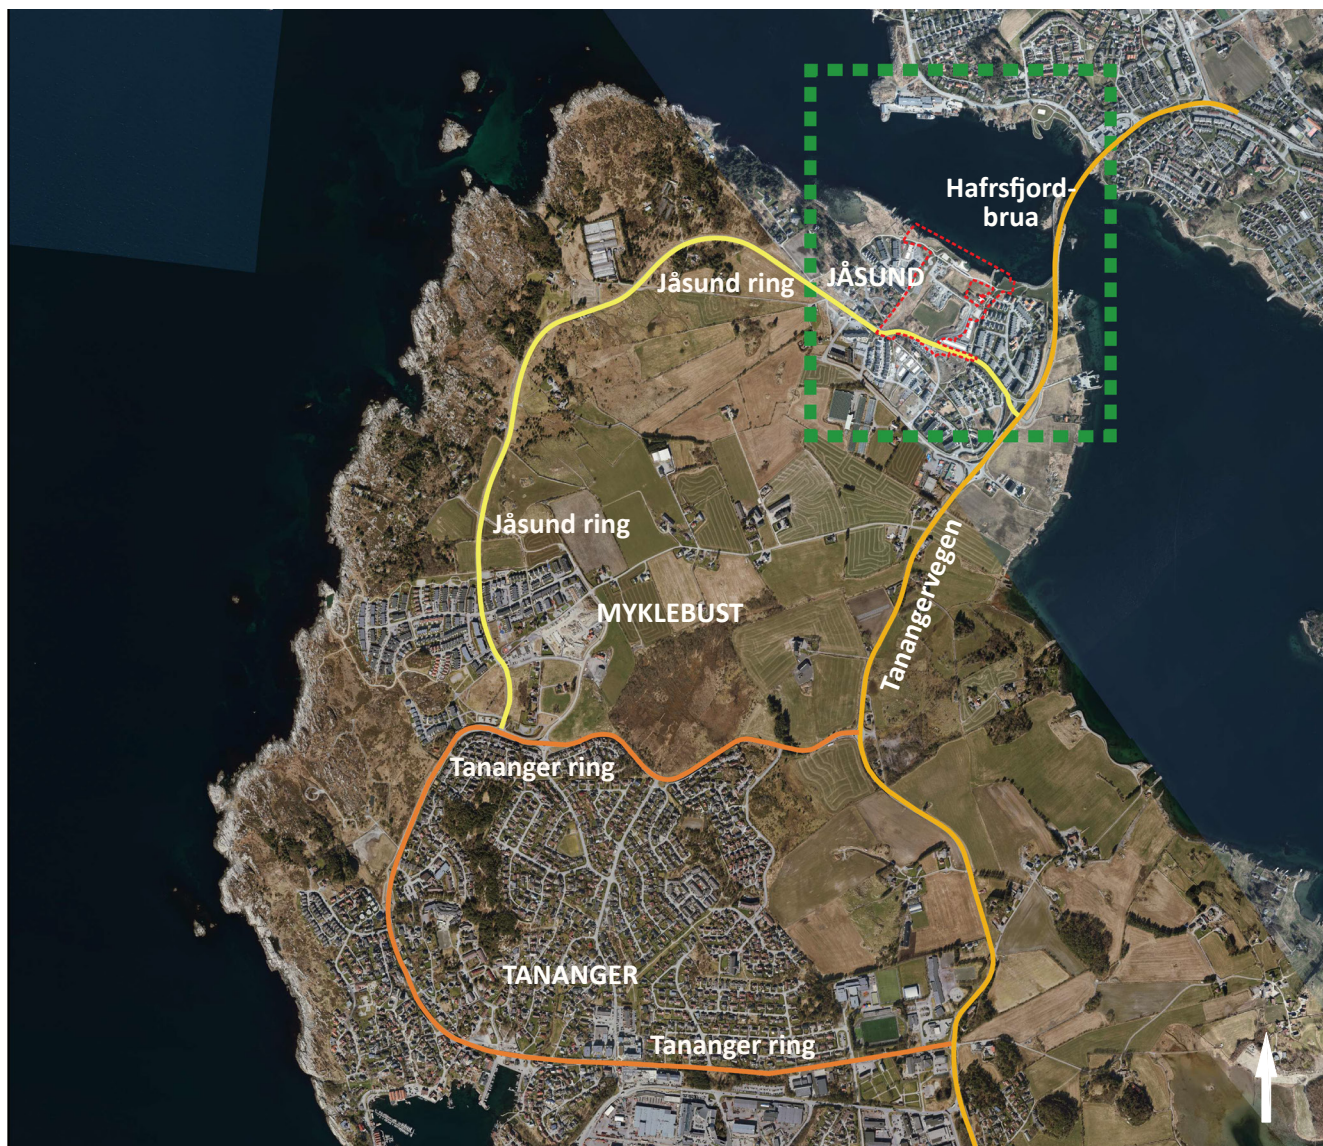 Hafrsfjord-
brua
JÅSUND
Jåsund ring
Jåsund ring
Tanangervegen
MYKLEBUST
Tananger ring
TANANGER
Tananger ring